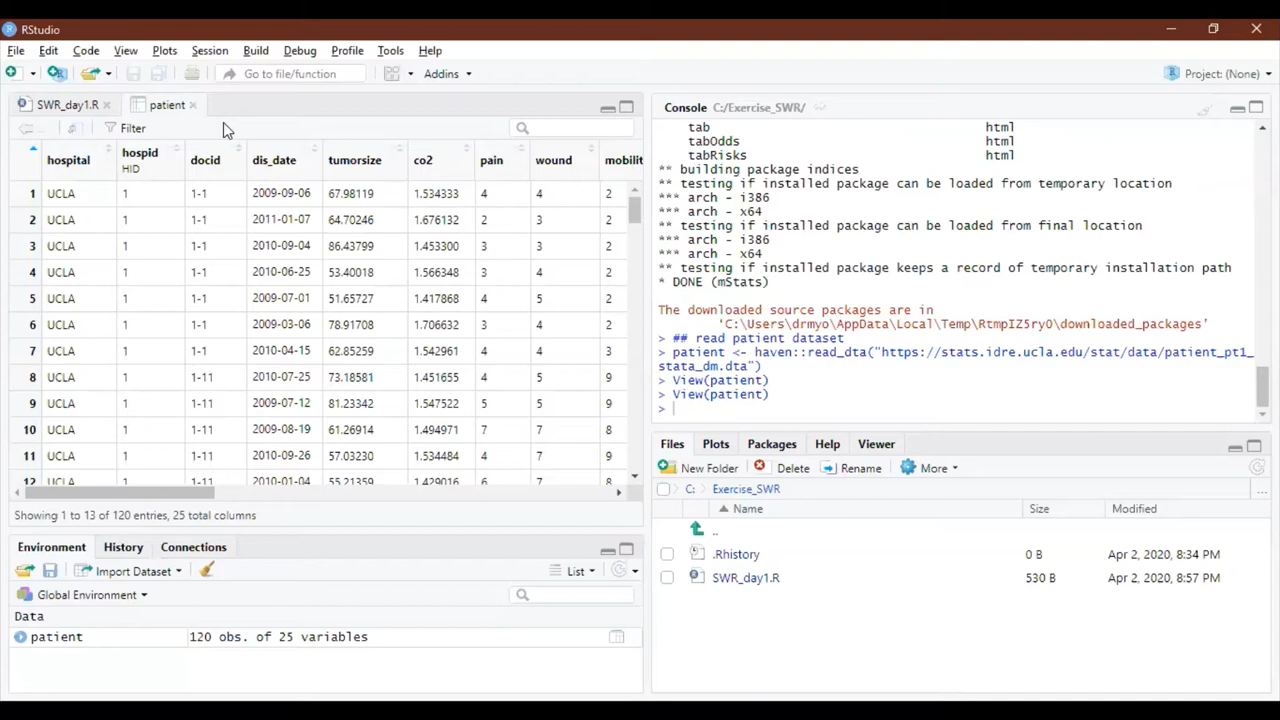 RStudio
File Edit Code View Plots Session Build Debug Profile Tools Help
Go to file/function Addins Project: (None)
SWR_day1.R patient
Filter
hospital hospid HID docid dis_date tumorsize co2 pain wound mobilit
1 UCLA 1 1-1 2009-09-06 67.98119 1.534333 4 4 2
2 UCLA 1 1-1 2011-01-07 64.70246 1.676132 2 3 2
3 UCLA 1 1-1 2010-09-04 86.43799 1.453300 3 3 2
4 UCLA 1 1-1 2010-06-25 53.40018 1.566348 3 4 2
5 UCLA 1 1-1 2009-07-01 51.65727 1.417868 4 5 2
6 UCLA 1 1-1 2009-03-06 78.91708 1.706632 3 4 2
7 UCLA 1 1-1 2010-04-15 62.85259 1.542961 4 4 3
8 UCLA 1 1-11 2010-07-25 73.18581 1.451655 4 5 9
9 UCLA 1 1-11 2009-07-12 81.23342 1.547522 5 5 9
10 UCLA 1 1-11 2009-08-19 61.26914 1.494971 7 7 8
11 UCLA 1 1-11 2010-09-26 57.03230 1.534484 4 7 9
12 UCLA 1 1-11 2010-01-04 55.21359 1.429016 6 7 8
Showing 1 to 13 of 120 entries, 25 total columns
Environment History Connections
Import Dataset List
Global Environment
Data
patient 120 obs. of 25 variables
Console C:/Exercise_SWR/
tab html
tabOdds html
tabRisks html
** building package indices
** testing if installed package can be loaded from temporary location
*** arch - i386
*** arch - x64
** testing if installed package can be loaded from final location
*** arch - i386
*** arch - x64
** testing if installed package keeps a record of temporary installation path
* DONE (mStats)
The downloaded source packages are in
'C:\Users\drmyo\AppData\Local\Temp\RtmpIZ5ryO\downloaded_packages'
> ## read patient dataset
> patient <- haven::read_dta("https://stats.idre.ucla.edu/stat/data/patient_pt1_
stata_dm.dta")
> View(patient)
> View(patient)
>
Files Plots Packages Help Viewer
New Folder Delete Rename More
C: Exercise_SWR ...
Name Size Modified
..
.Rhistory 0 B Apr 2, 2020, 8:34 PM
SWR_day1.R 530 B Apr 2, 2020, 8:57 PM